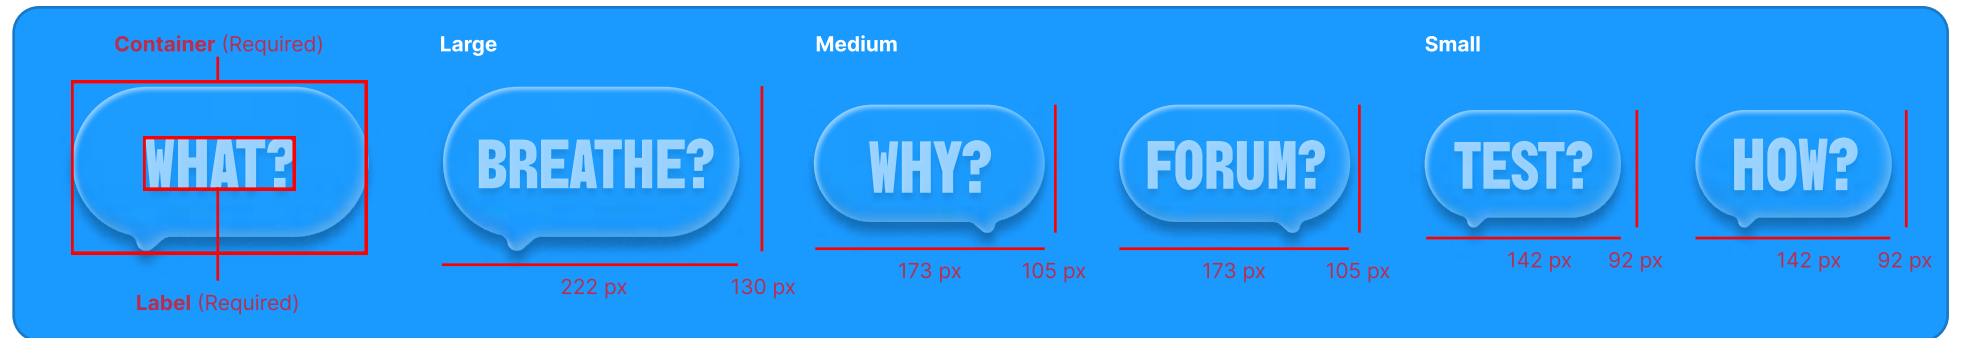 Container (Required)
Large
Medium
Small
WHAT?
BREATHE?
WHY?
FORUM?
TEST?
HOW?
222 px
130 px
173 px
105 px
173 px
105 px
142 px
92 px
142 px
92 px
Label (Required)